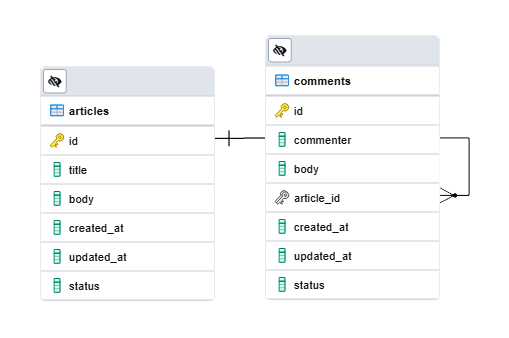 articles
id
title
body
created_at
updated_at
status
comments
id
commenter
body
article_id
created_at
updated_at
status